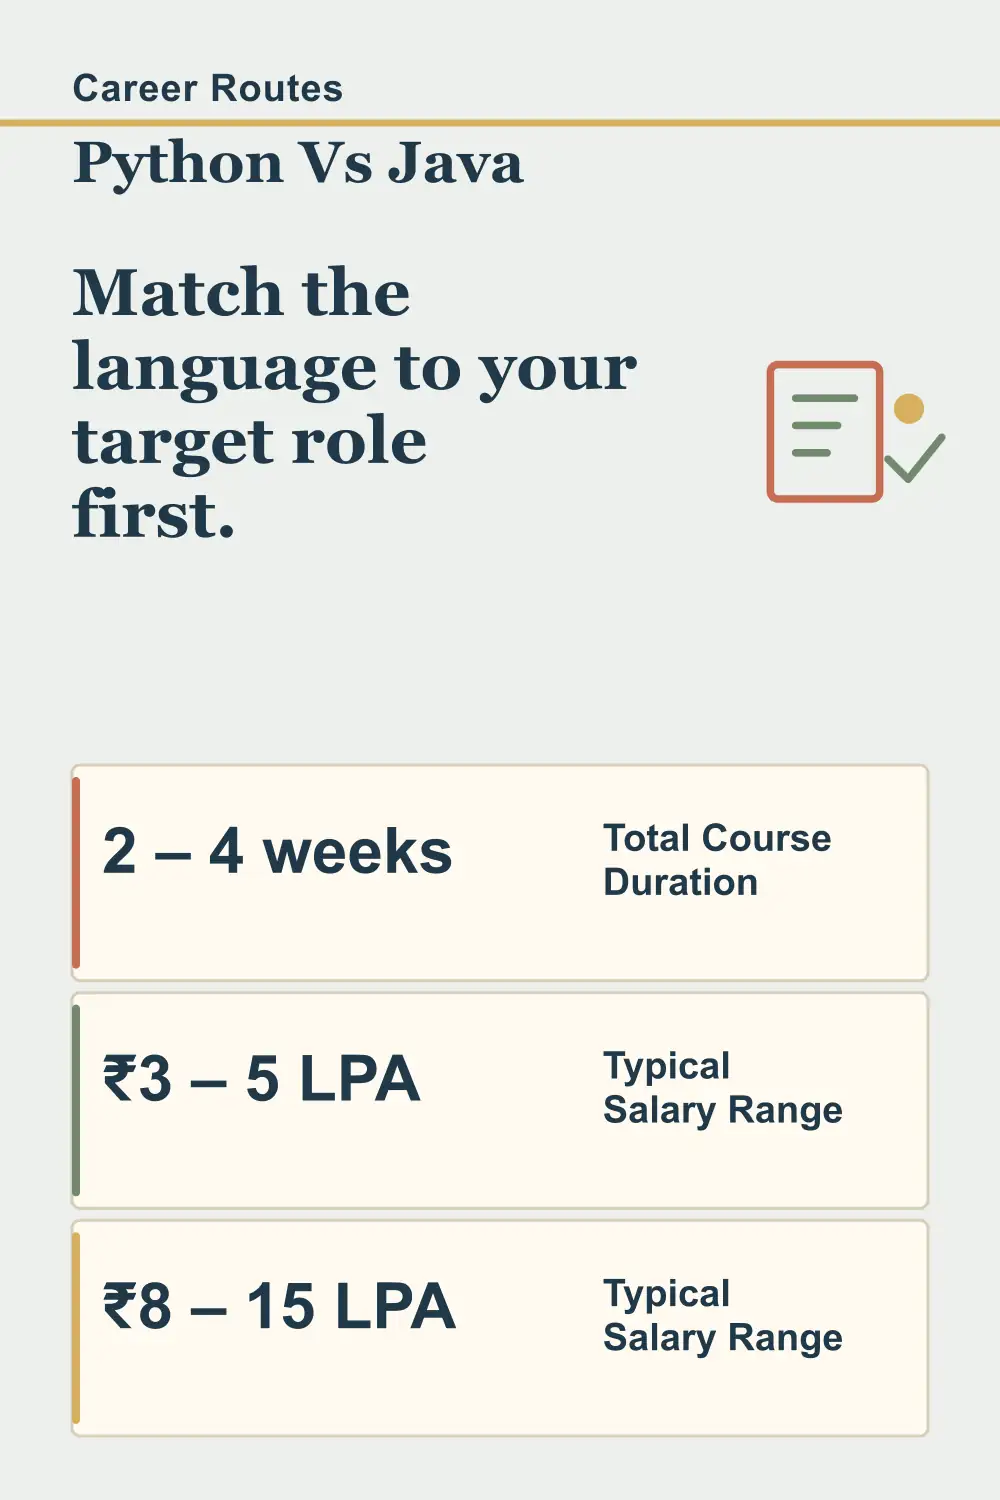 Career Routes
Python Vs Java
Match the
language to your
target role
first.
2 – 4 weeks
Total Course
Duration
₹3 – 5 LPA
Typical
Salary Range
₹8 – 15 LPA
Typical
Salary Range